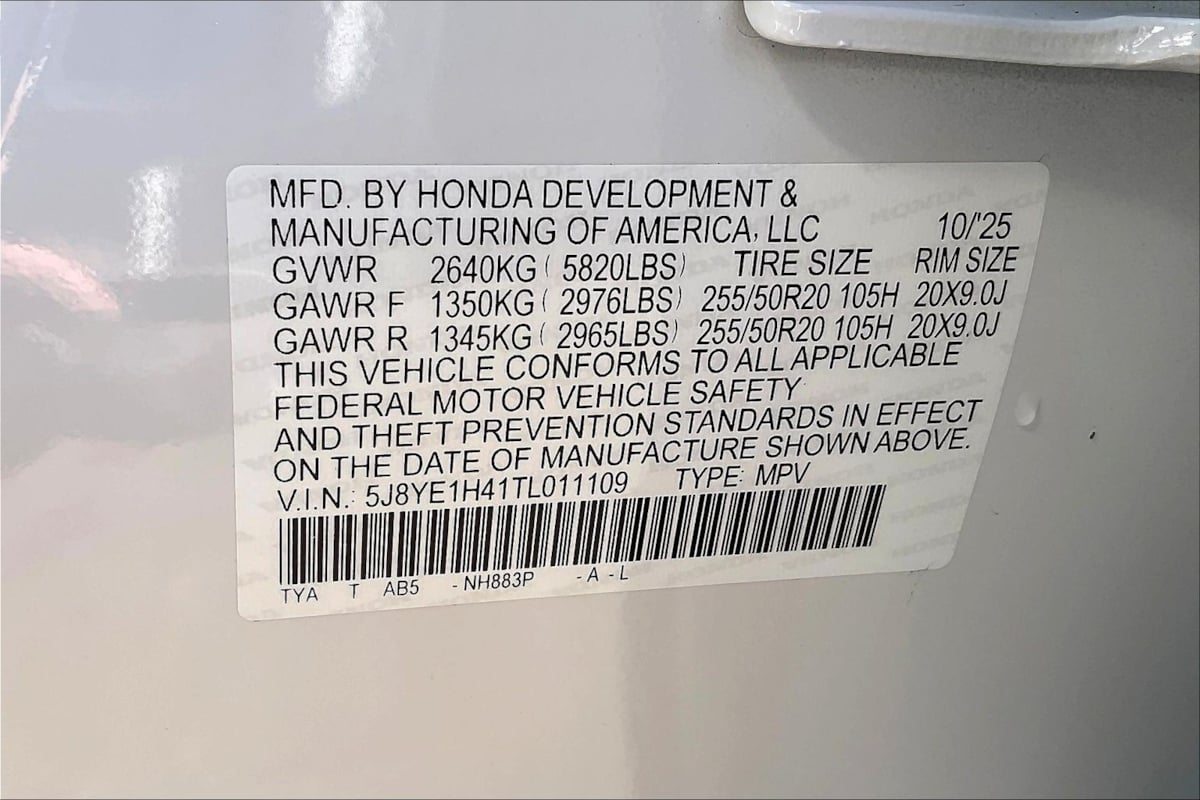 MFD. BY HONDA DEVELOPMENT &
MANUFACTURING OF AMERICA, LLC 10/'25
GVWR 2640KG ( 5820LBS) TIRE SIZE RIM SIZE
GAWR F 1350KG ( 2976LBS) 255/50R20 105H 20X9.0J
GAWR R 1345KG ( 2965LBS) 255/50R20 105H 20X9.0J
THIS VEHICLE CONFORMS TO ALL APPLICABLE
FEDERAL MOTOR VEHICLE SAFETY
AND THEFT PREVENTION STANDARDS IN EFFECT
ON THE DATE OF MANUFACTURE SHOWN ABOVE.
V.I.N.: 5J8YE1H41TL011109 TYPE: MPV
TYA T AB5 -NH883P -A -L